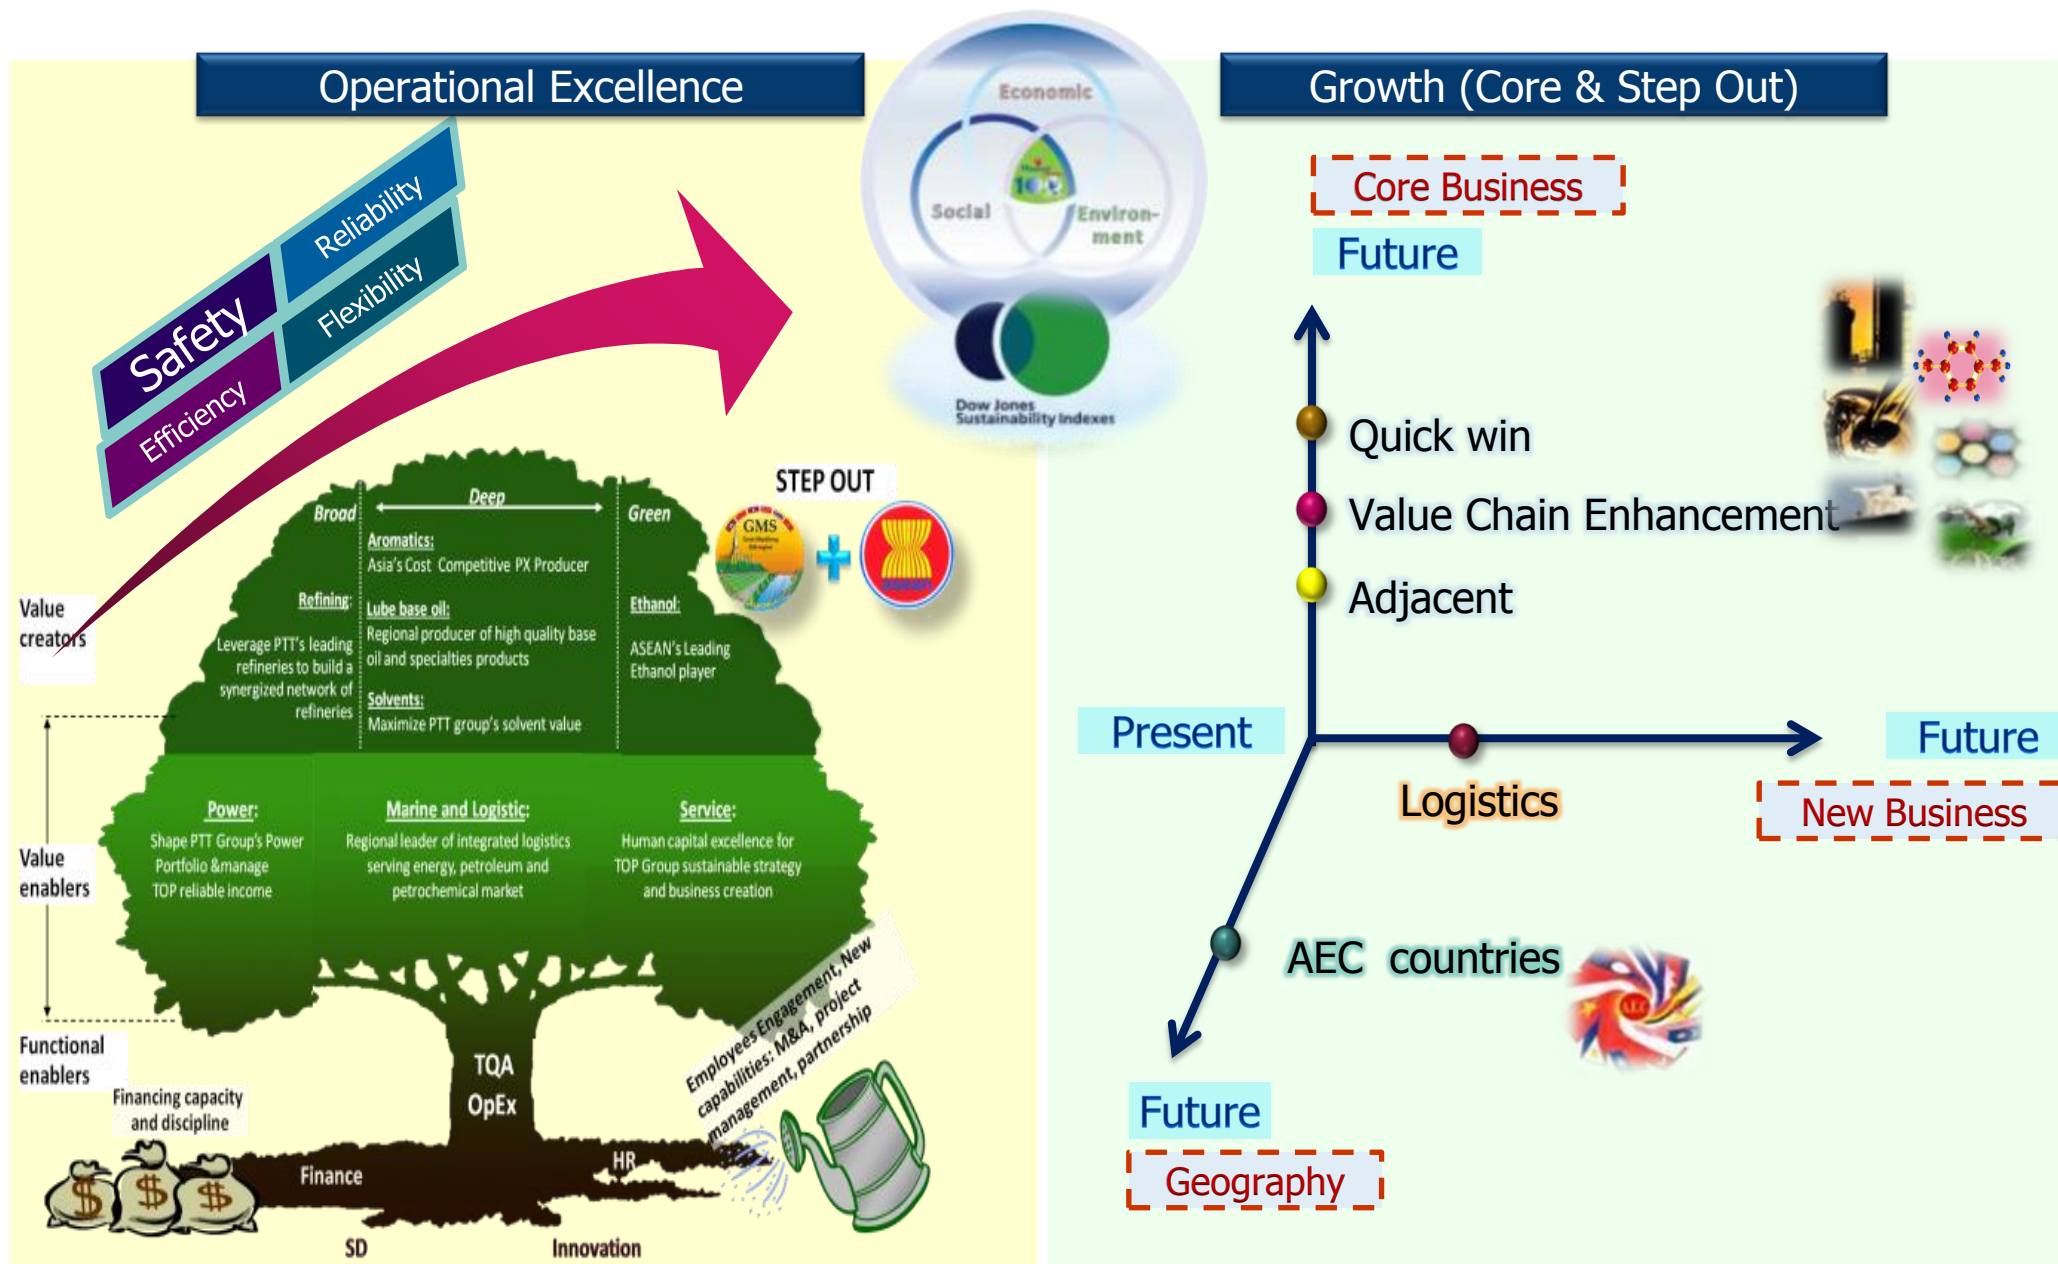 Operational Excellence
Reliability
Safety
Flexibility
Efficiency
Economic
Social
Environ-
ment
100
Dow Jones
Sustainability Indexes
STEP OUT
GMS
Broad
Deep
Green
Aromatics:
Asia's Cost Competitive PX Producer
Refining:
Leverage PTT's leading
refineries to build a
synergized network of
refineries
Lube base oil:
Regional producer of high quality base
oil and specialties products
Solvents:
Maximize PTT group's solvent value
Ethanol:
ASEAN's Leading
Ethanol player
Value
creators
Power:
Shape PTT Group's Power
Portfolio &manage
TOP reliable income
Marine and Logistic:
Regional leader of integrated logistics
serving energy, petroleum and
petrochemical market
Service:
Human capital excellence for
TOP Group sustainable strategy
and business creation
Value
enablers
Functional
enablers
Financing capacity
and discipline
Employees Engagement, New
capabilities: M&A, project
management, partnership
TQA
OpEx
$ $ $
Finance
HR
SD
Innovation
Growth (Core & Step Out)
Core Business
Future
Quick win
Value Chain Enhancement
Adjacent
Present
Future
Logistics
New Business
AEC countries
AEC
Future
Geography